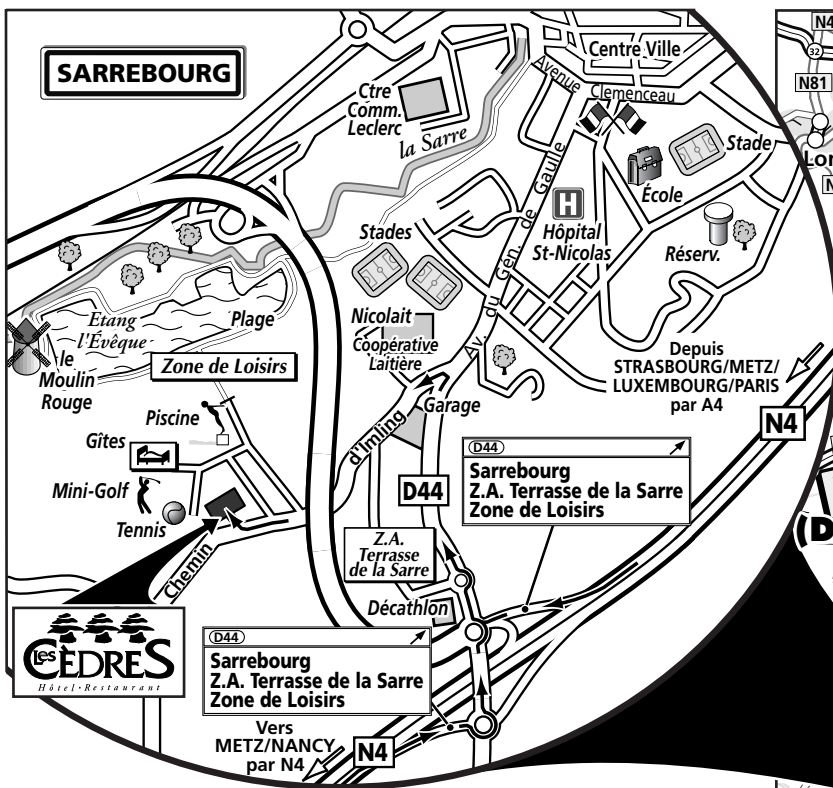 SARREBOURG
Centre Ville
Avenue Clemenceau
Ctre
Comm.
Leclerc
la Sarre
Stade
École
H
Hôpital
St-Nicolas
Réserv.
Av. du Gen. de Gaulle
Stades
Nicolait
Coopérative
Laitière
Plage
Etang
l'Évêque
le
Moulin
Rouge
Zone de Loisirs
Piscine
Gîtes
Mini-Golf
Tennis
Garage
Chemin d'Imling
D44
Depuis
STRASBOURG/METZ/
LUXEMBOURG/PARIS
par A4
N4
D44
Sarrebourg
Z.A. Terrasse de la Sarre
Zone de Loisirs
Z.A.
Terrasse
de la Sarre
Décathlon
Les CÈDRES
Hôtel·Restaurant
D44
Sarrebourg
Z.A. Terrasse de la Sarre
Zone de Loisirs
Vers
METZ/NANCY
par N4
N4
N4
32
N81
Lor
N
(D